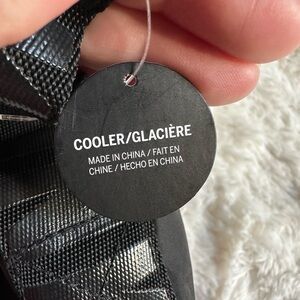 COOLER/GLACIÈRE
MADE IN CHINA / FAIT EN
CHINE / HECHO EN CHINA